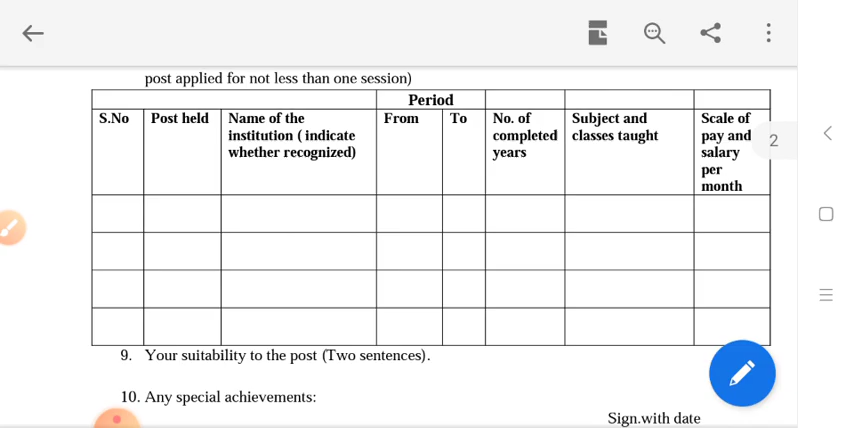 post applied for not less than one session)
Period
S.No Post held Name of the institution ( indicate whether recognized) From To No. of completed years Subject and classes taught Scale of pay and salary per month
2
9. Your suitability to the post (Two sentences).
10. Any special achievements:
Sign.with date